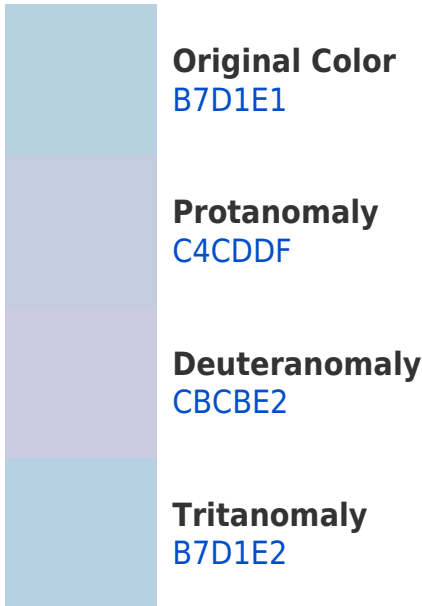 Original Color
B7D1E1
Protanomaly
C4CDDF
Deuteranomaly
CBCBE2
Tritanomaly
B7D1E2